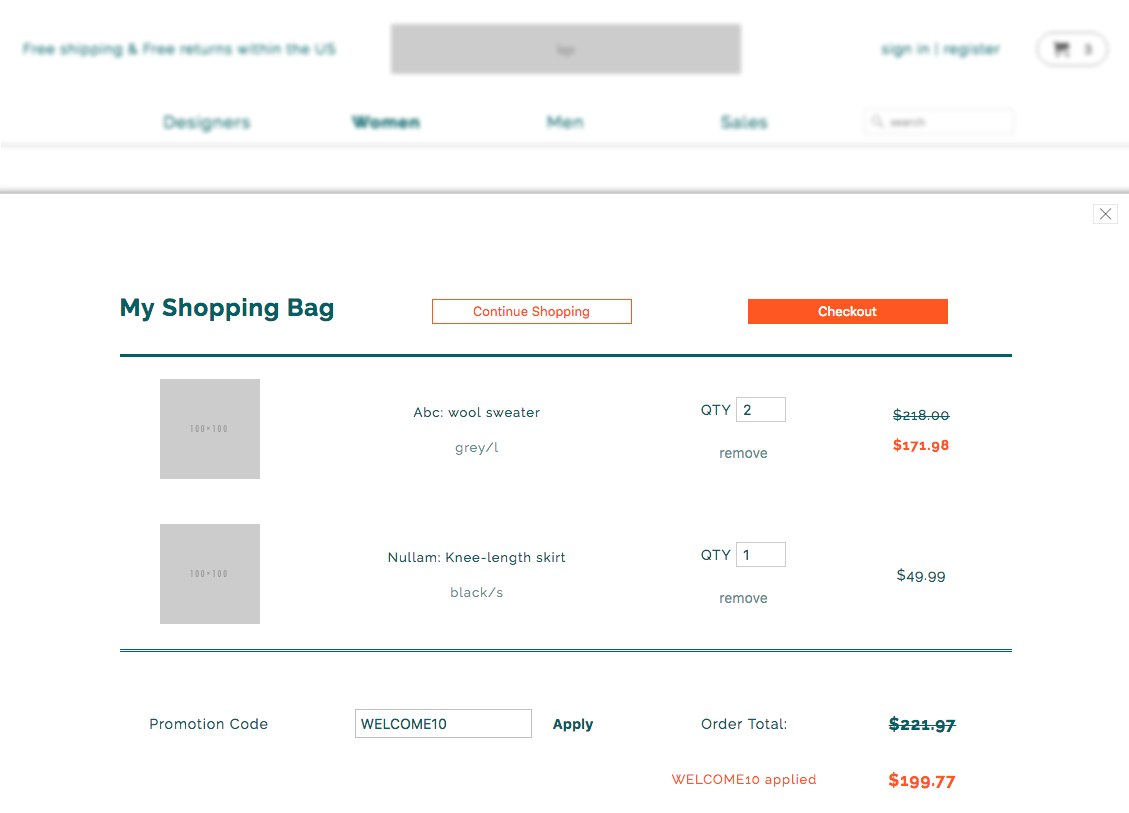 Free shipping & Free returns within the US
logo
sign in | register
3
Designers
Women
Men
Sales
search
My Shopping Bag
Continue Shopping
Checkout
100×100
Abc: wool sweater
grey/l
QTY 2
remove
$218.00
$171.98
100×100
Nullam: Knee-length skirt
black/s
QTY 1
remove
$49.99
Promotion Code
WELCOME10
Apply
Order Total:
$221.97
WELCOME10 applied
$199.77